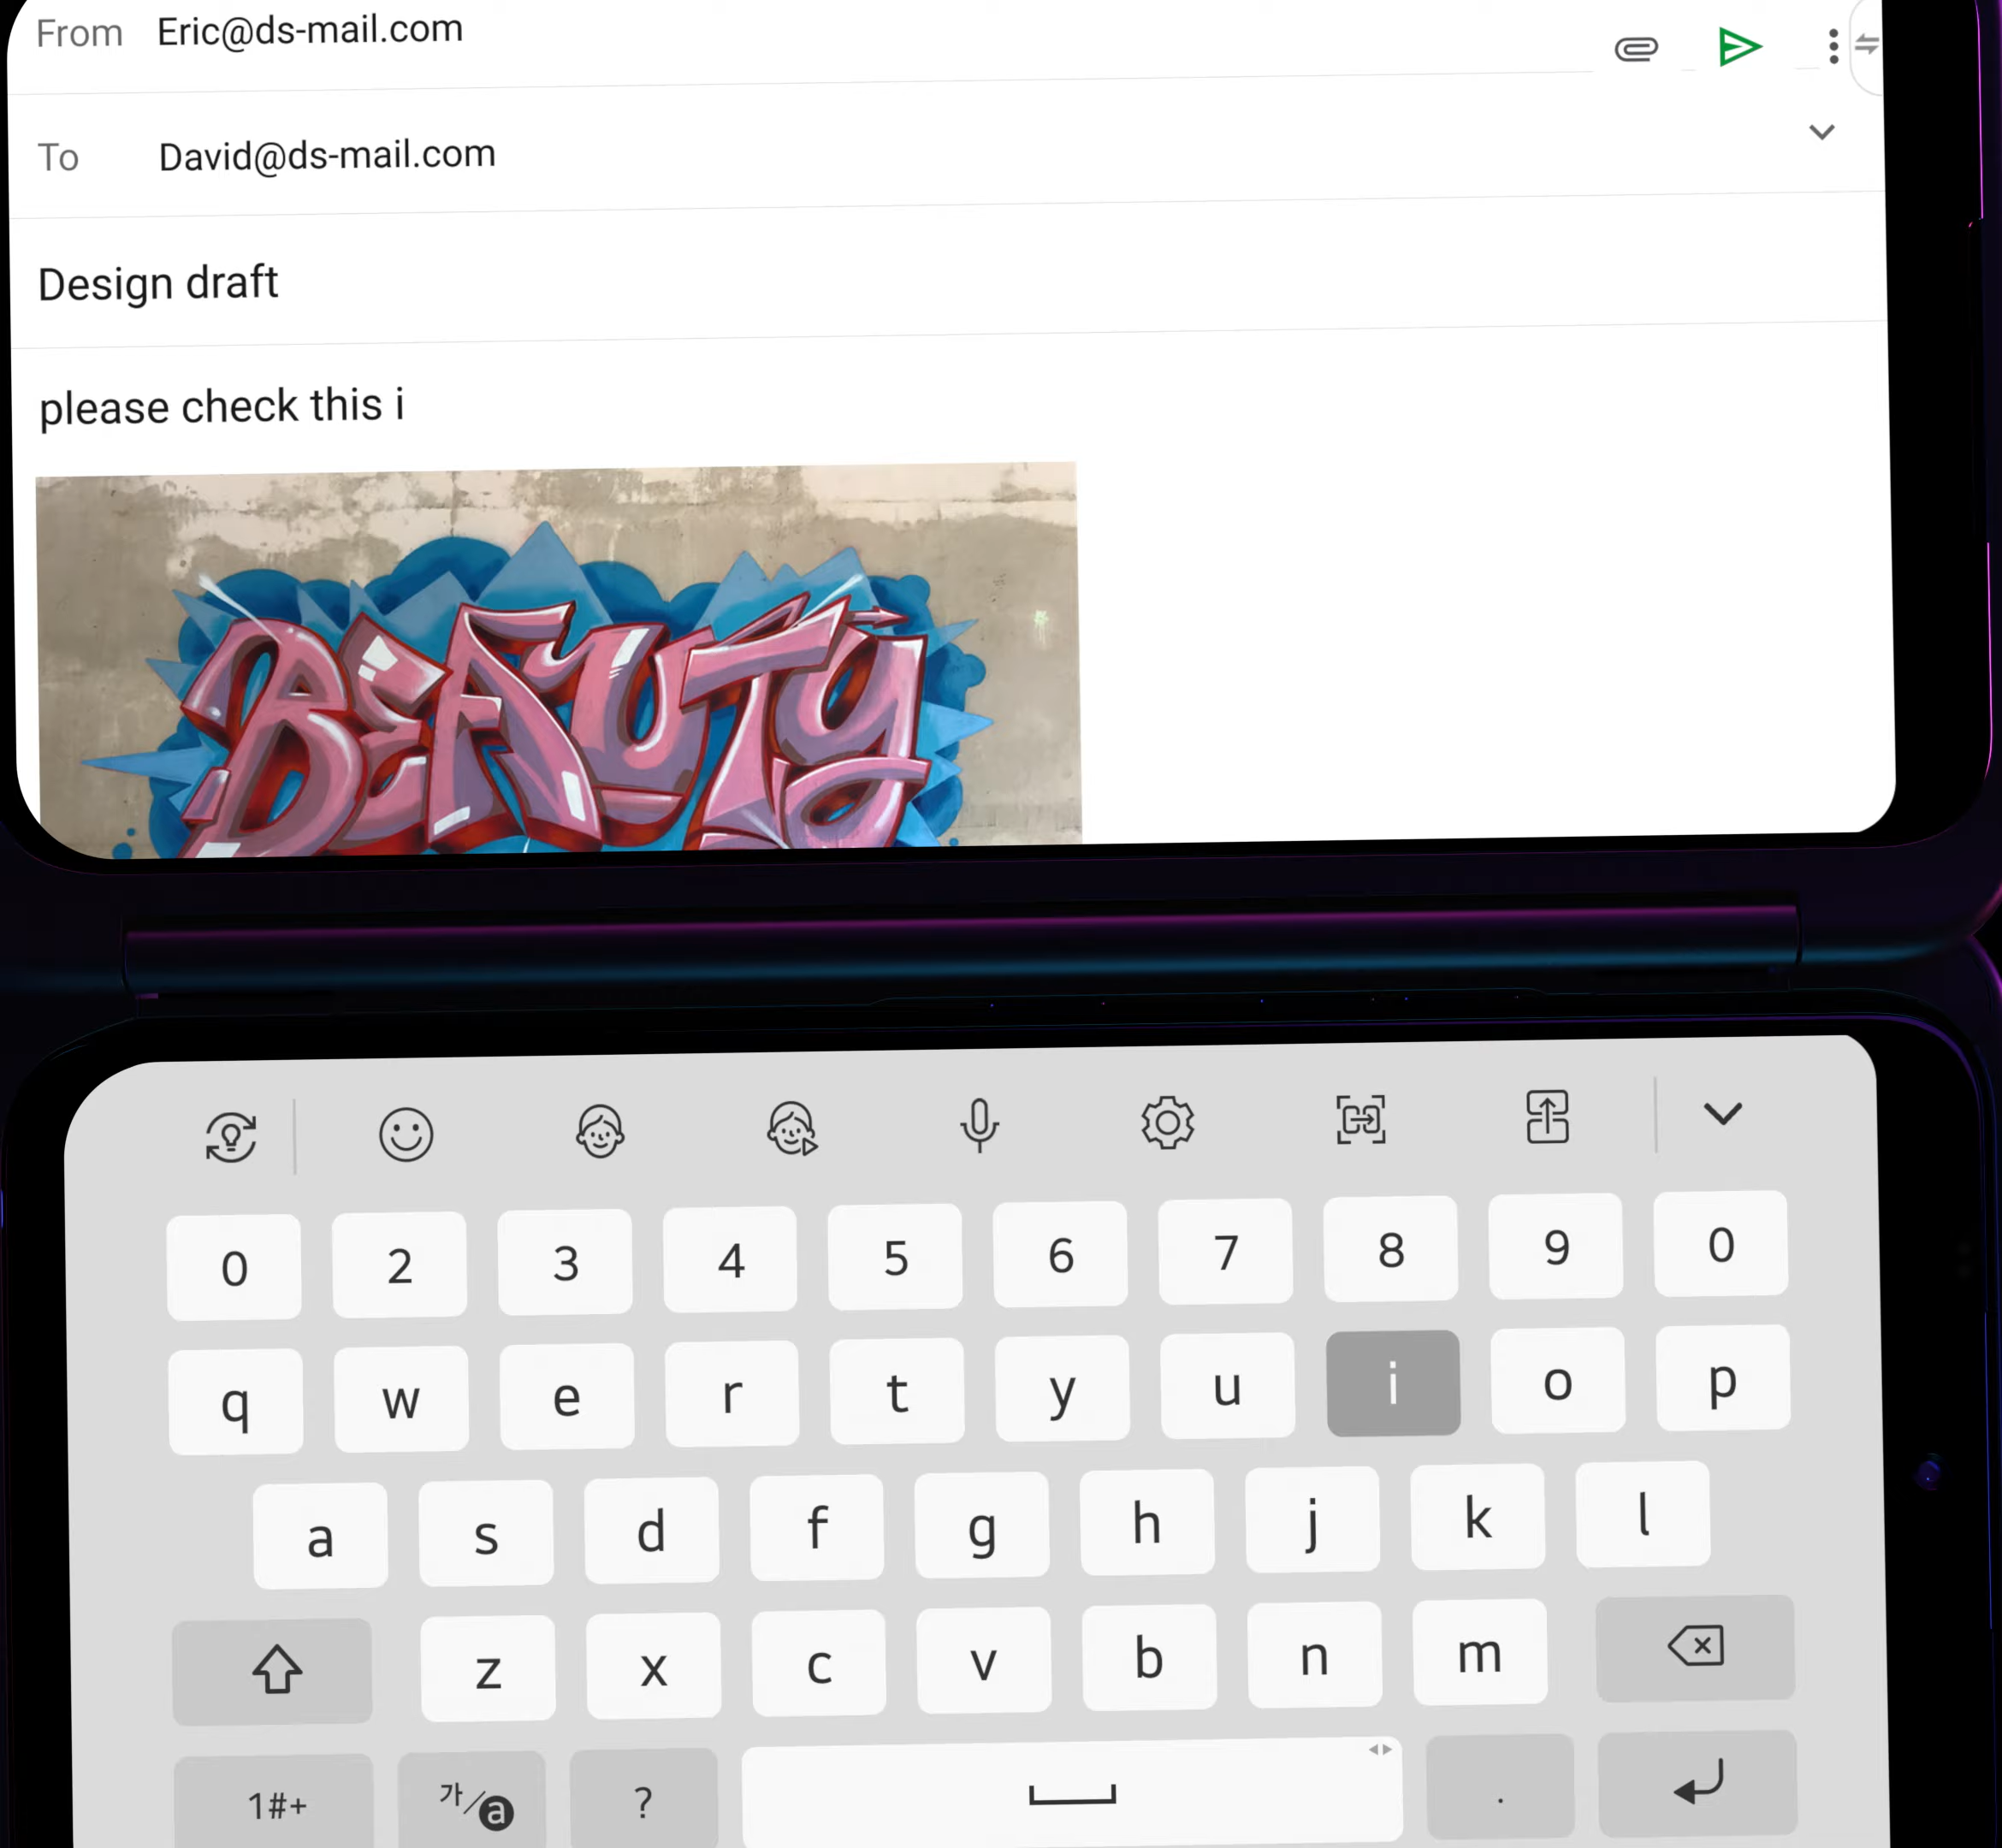 From Eric@ds-mail.com
To David@ds-mail.com
Design draft
please check this i
BEAUTY
0 2 3 4 5 6 7 8 9 0
q w e r t y u i o p
a s d f g h j k l
z x c v b n m
1#+ 가/a ? .